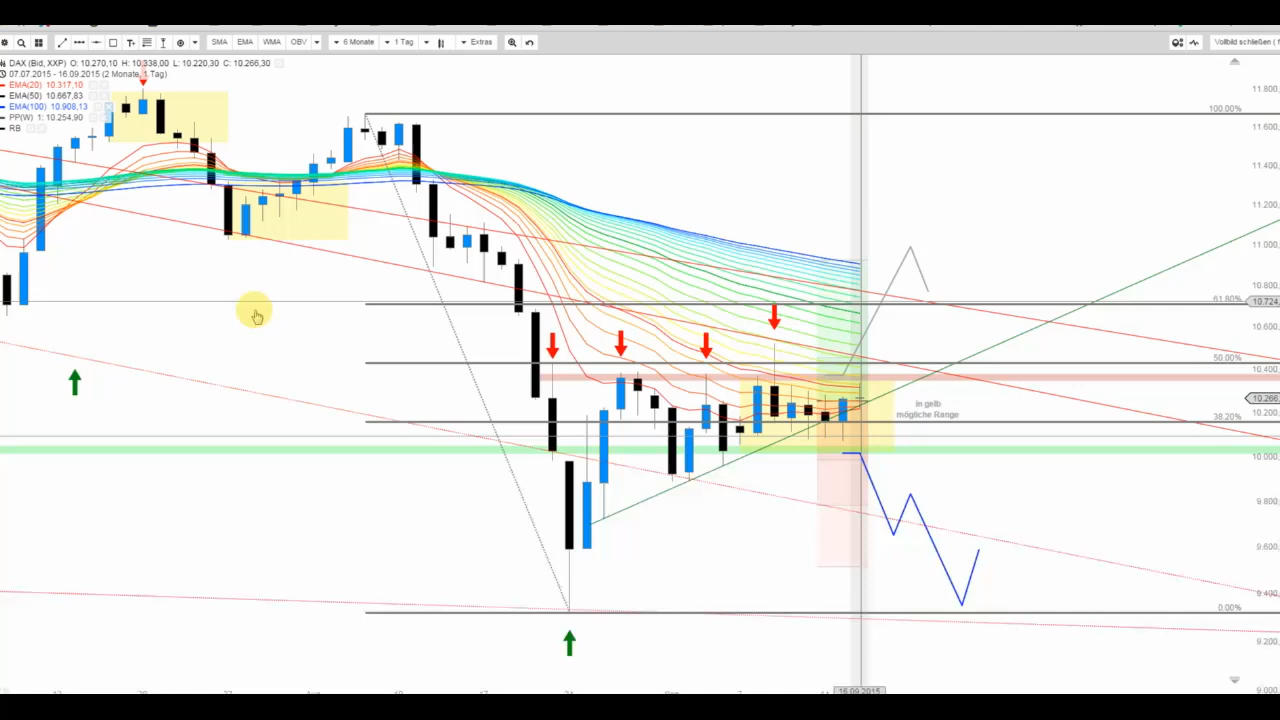 SMA EMA WMA OBV 6 Monate 1 Tag Extras Vollbild schließen ( f
DAX (Bid, XXP) O: 10.270,10 H: 10.338,00 L: 10.220,30 C: 10.266,30
07.07.2015 - 16.09.2015 (2 Monate, 1 Tag)
EMA(20) 10.317,10
EMA(50) 10.667,83
EMA(100) 10.908,13
PP(W) 1: 10.254,90
RB
11.800,
100.00%
11.600,
11.400,
11.200,
11.000,
10.800,
61.80%
10.724,
10.600,
50.00%
10.400,
10.266,
in gelb
mögliche Range
10.200,
38.20%
10.000,
9.800,
9.600,
9.400,
0.00%
9.200,
9.000,
16.09.2015